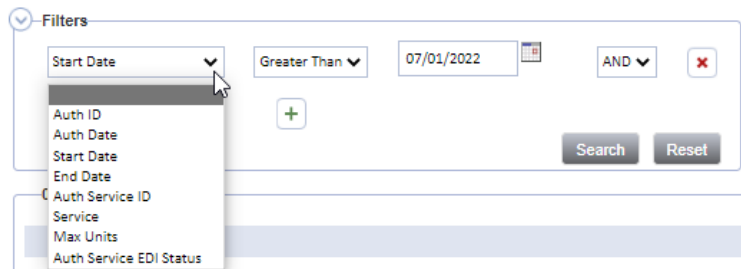 Filters
Start Date Greater Than 07/01/2022 AND
Auth ID
Auth Date
Start Date
End Date
Auth Service ID
Service
Max Units
Auth Service EDI Status
Search Reset